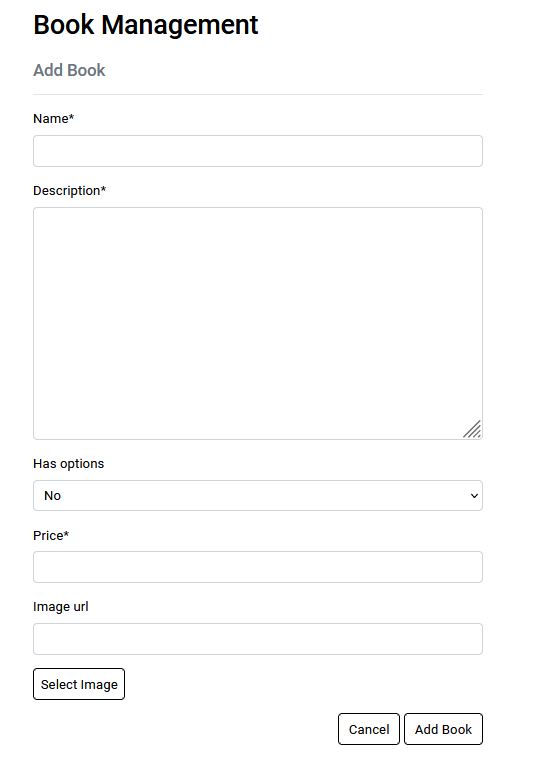 Book Management
Add Book
Name*
Description*
Has options
No
Price*
Image url
Select Image
Cancel Add Book